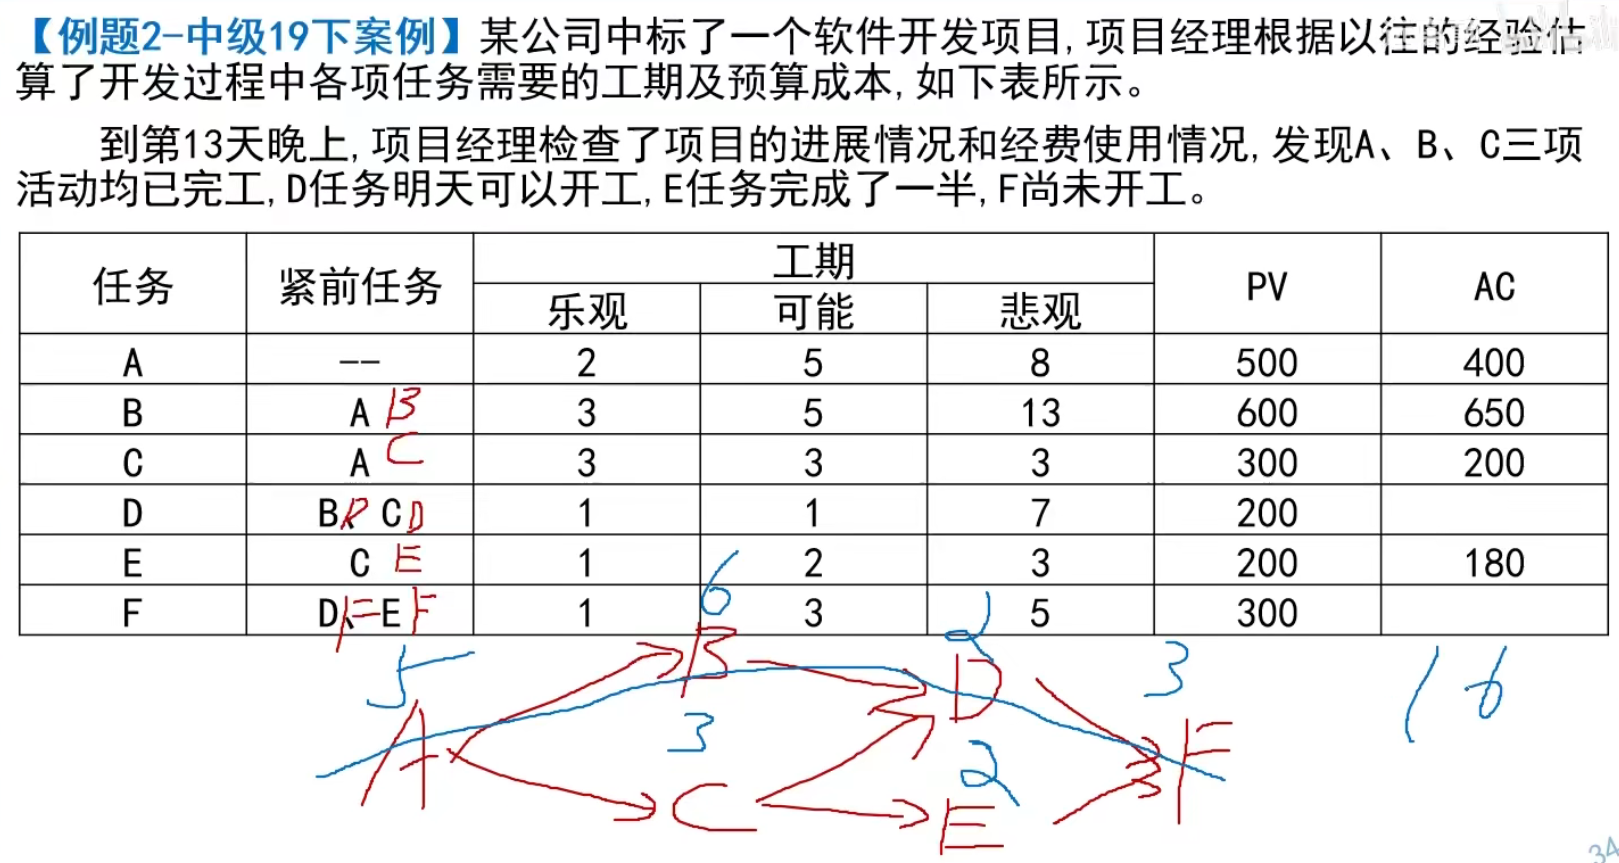 【例题2-中级19下案例】某公司中标了一个软件开发项目,项目经理根据以往的经验估
算了开发过程中各项任务需要的工期及预算成本,如下表所示。
到第13天晚上,项目经理检查了项目的进展情况和经费使用情况,发现A、B、C三项
活动均已完工,D任务明天可以开工,E任务完成了一半,F尚未开工。
任务 紧前任务 工期 PV AC
乐观 可能 悲观
A -- 2 5 8 500 400
B A B 3 5 13 600 650
C A C 3 3 3 300 200
D B、C D 1 1 7 200
E C E 1 2 3 200 180
F D、E F 1 3 5 300
5 6 2 3 16
A B D F
3 2
C E
34